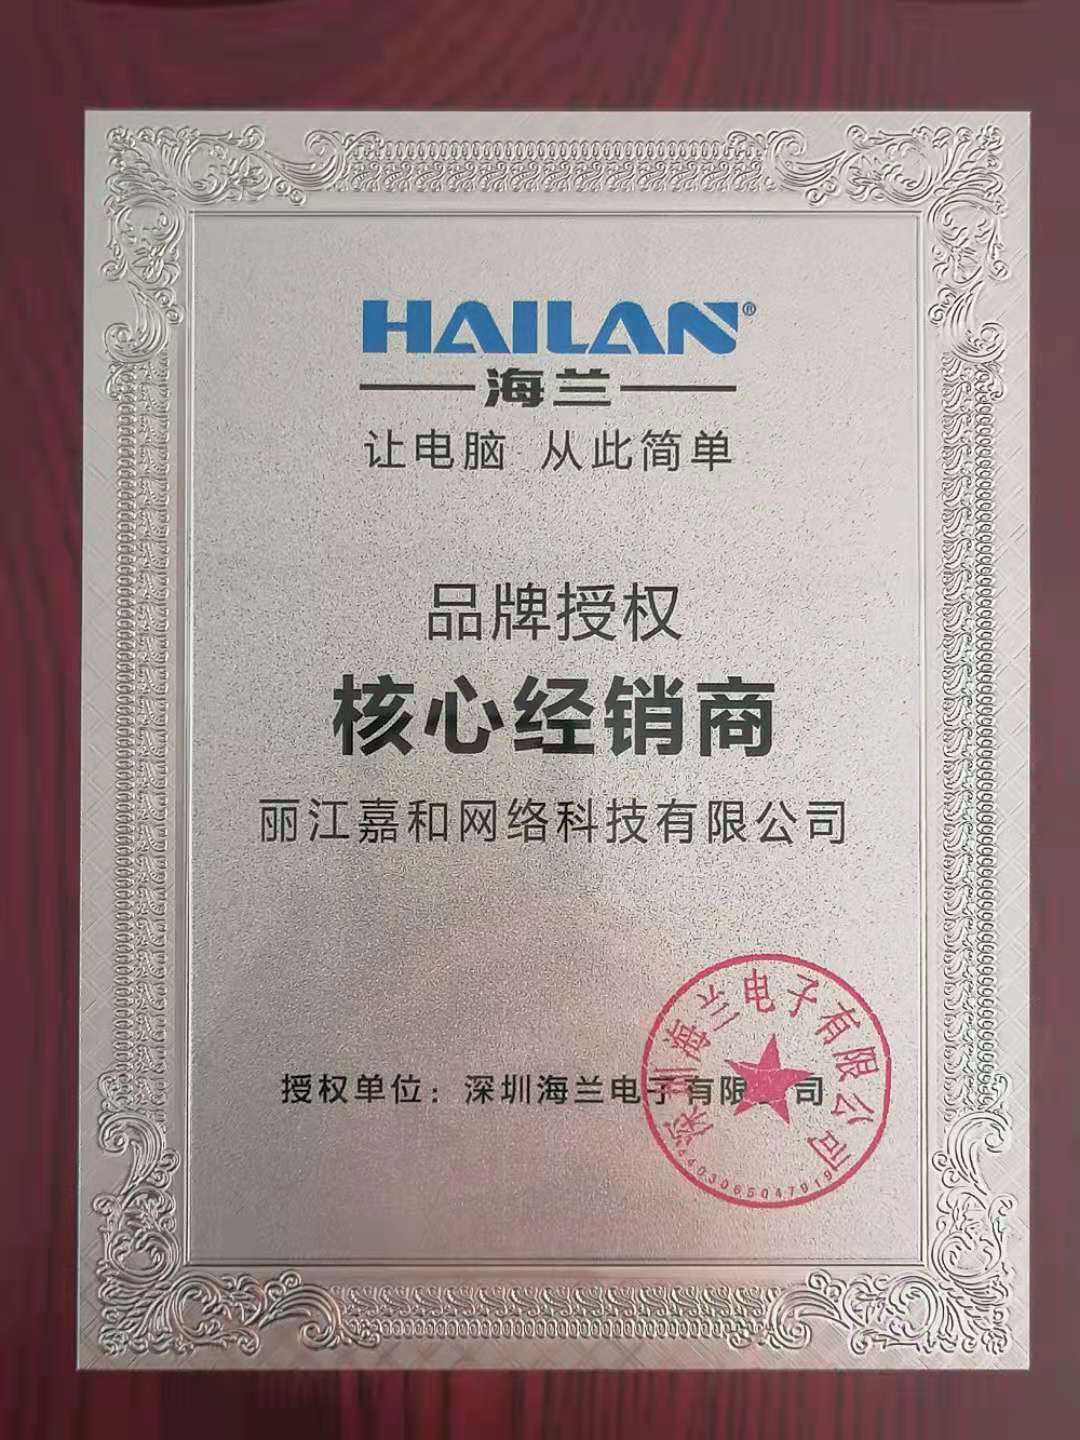 HAILAN®
海兰
让电脑 从此简单
品牌授权
核心经销商
丽江嘉和网络科技有限公司
授权单位：深圳海兰电子有限公司
深圳海兰电子有限公司
4403065047019